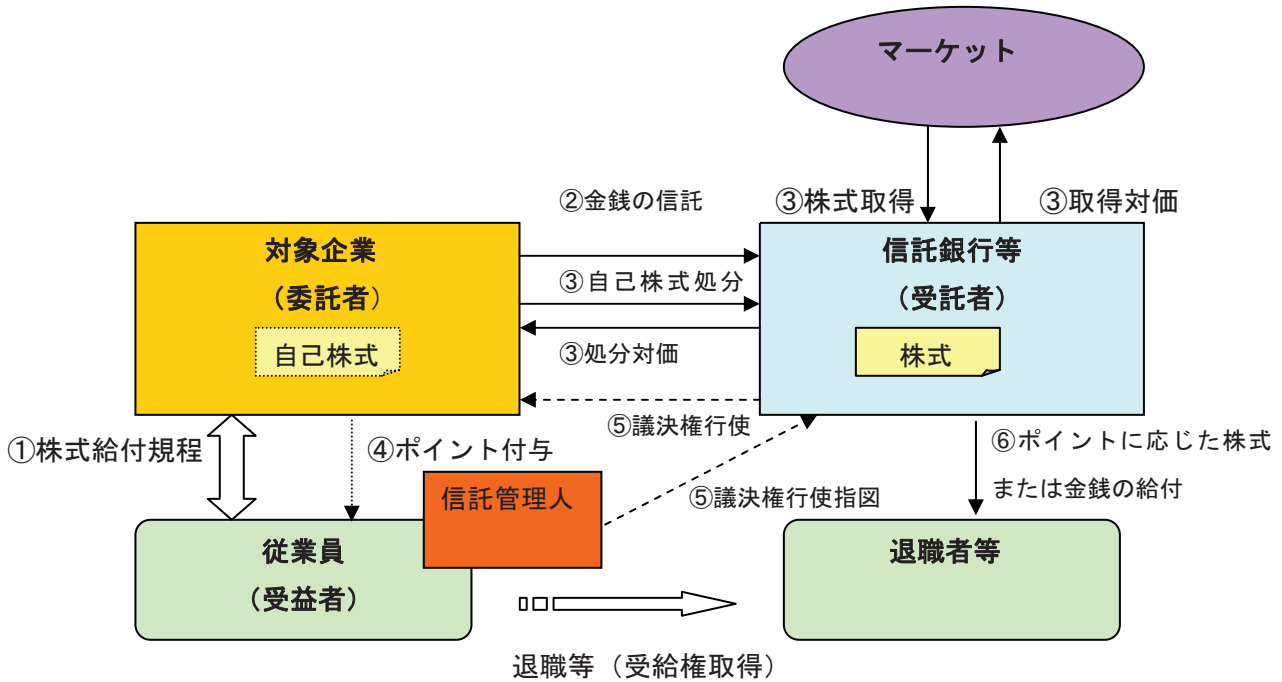 マーケット
②金銭の信託
③株式取得
③取得対価
対象企業
（委託者）
自己株式
③自己株式処分
③処分対価
信託銀行等
（受託者）
株式
⑤議決権行使
①株式給付規程
④ポイント付与
信託管理人
⑤議決権行使指図
⑥ポイントに応じた株式
または金銭の給付
従業員
（受益者）
退職者等
退職等（受給権取得）